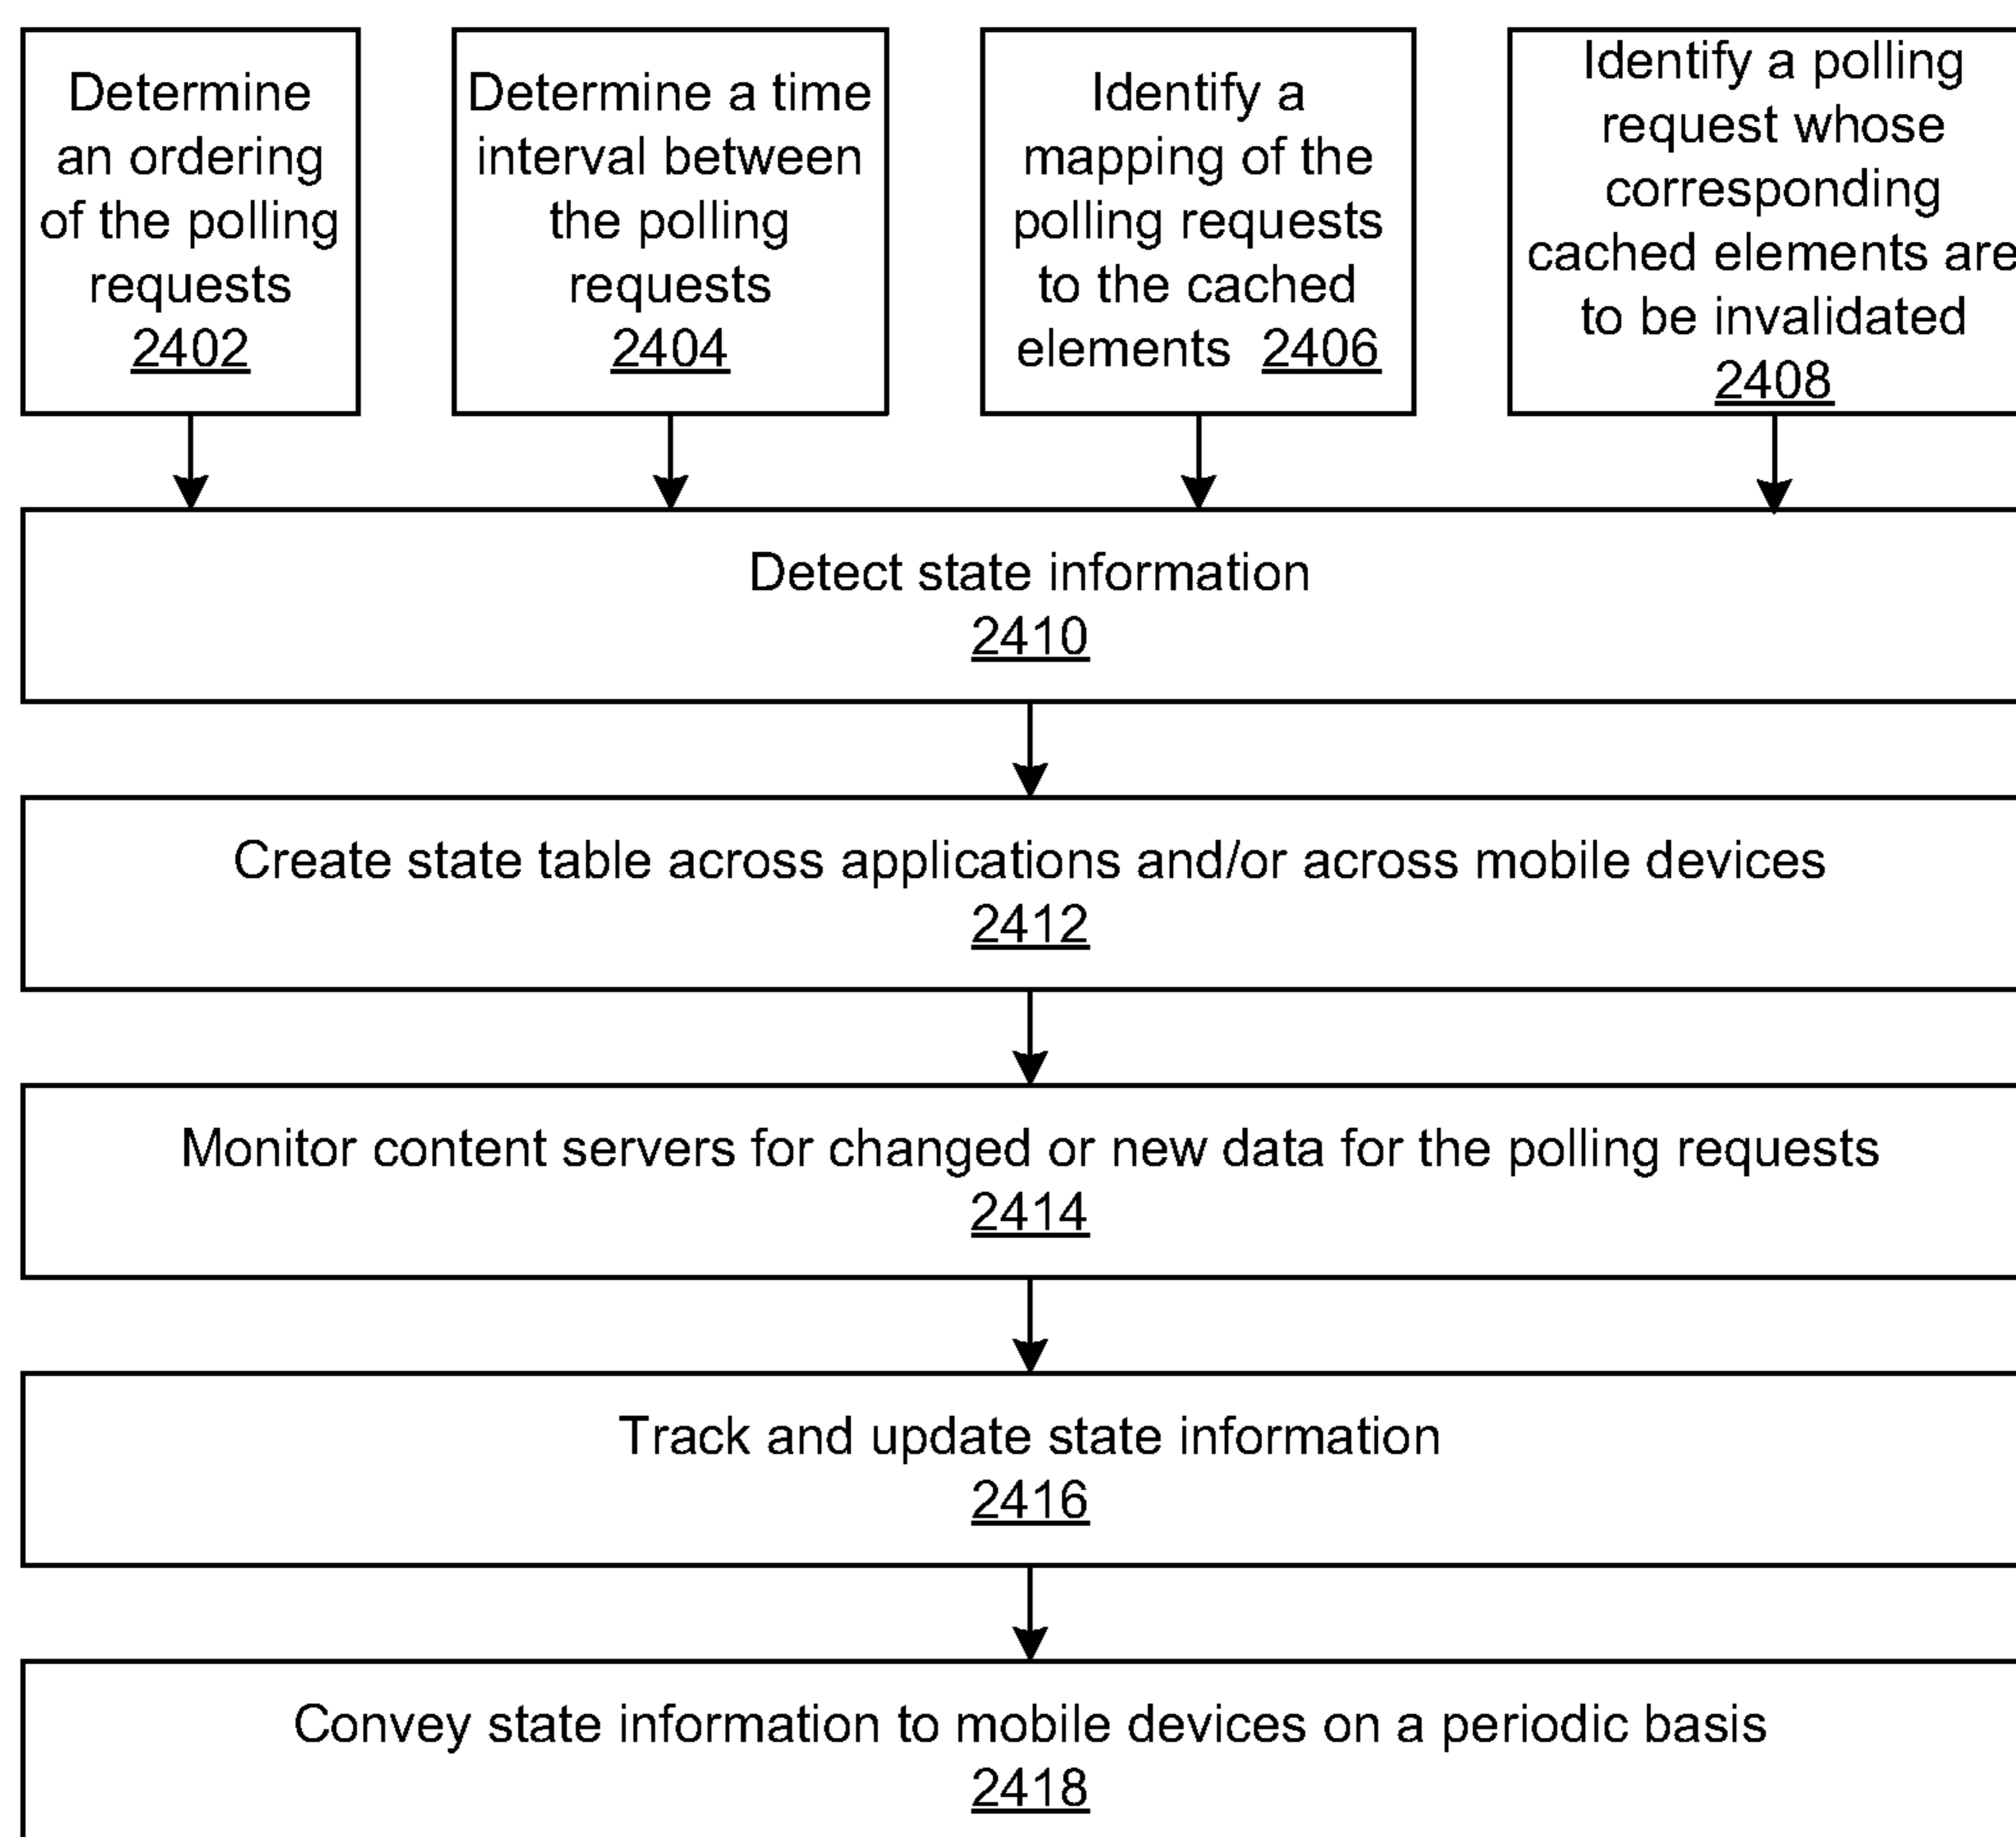 Determine
an ordering
of the polling
requests
2402
Determine a time
interval between
the polling
requests
2404
Identify a
mapping of the
polling requests
to the cached
elements 2406
Identify a polling
request whose
corresponding
cached elements are
to be invalidated
2408
Detect state information
2410
Create state table across applications and/or across mobile devices
2412
Monitor content servers for changed or new data for the polling requests
2414
Track and update state information
2416
Convey state information to mobile devices on a periodic basis
2418